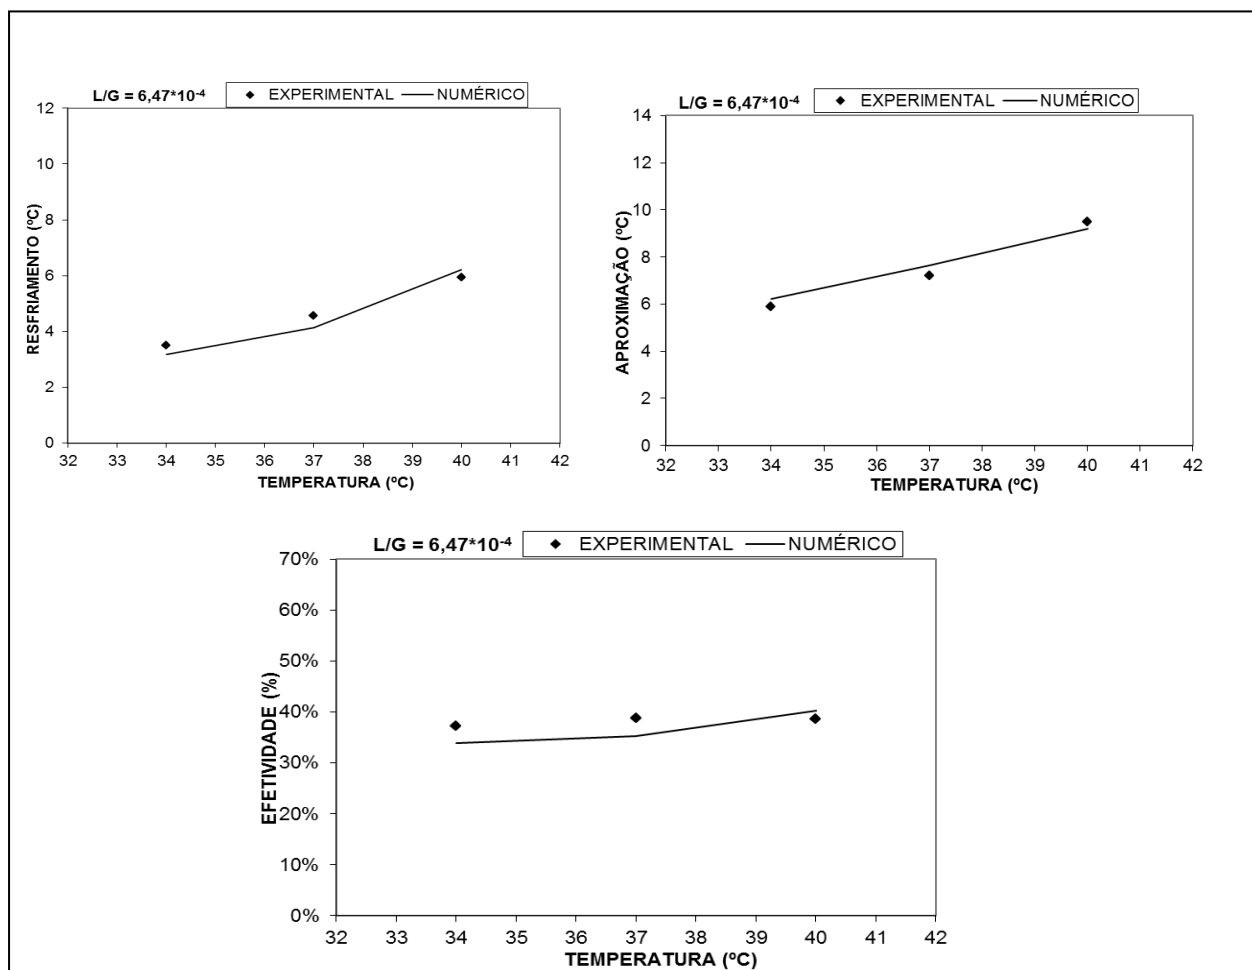 L/G = 6,47*10⁻⁴ EXPERIMENTAL NUMÉRICO
12
10
8
6
4
2
0
RESFRIAMENTO (ºC)
32 33 34 35 36 37 38 39 40 41 42
TEMPERATURA (ºC)
L/G = 6,47*10⁻⁴ EXPERIMENTAL NUMÉRICO
14
12
10
8
6
4
2
0
APROXIMAÇÃO (ºC)
32 33 34 35 36 37 38 39 40 41 42
TEMPERATURA (ºC)
L/G = 6,47*10⁻⁴ EXPERIMENTAL NUMÉRICO
70%
60%
50%
40%
30%
20%
10%
0%
EFETIVIDADE (%)
32 33 34 35 36 37 38 39 40 41 42
TEMPERATURA (ºC)